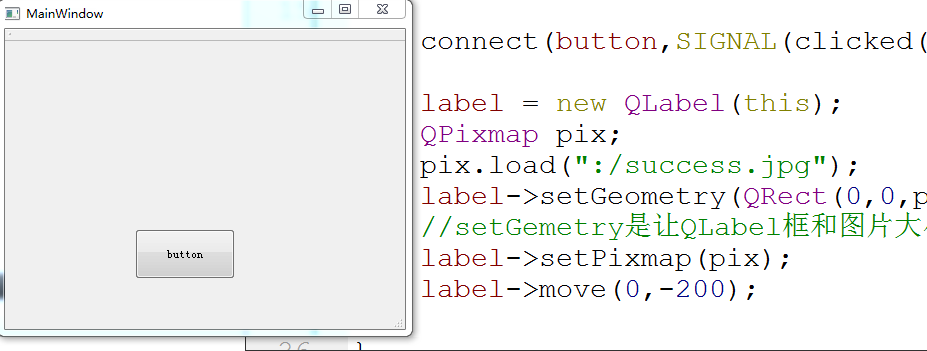 MainWindow
button
connect(button,SIGNAL(clicked(
label = new QLabel(this);
QPixmap pix;
pix.load(":/success.jpg");
label->setGeometry(QRect(0,0,p
//setGemetry是让QLabel框和图片大
label->setPixmap(pix);
label->move(0,-200);